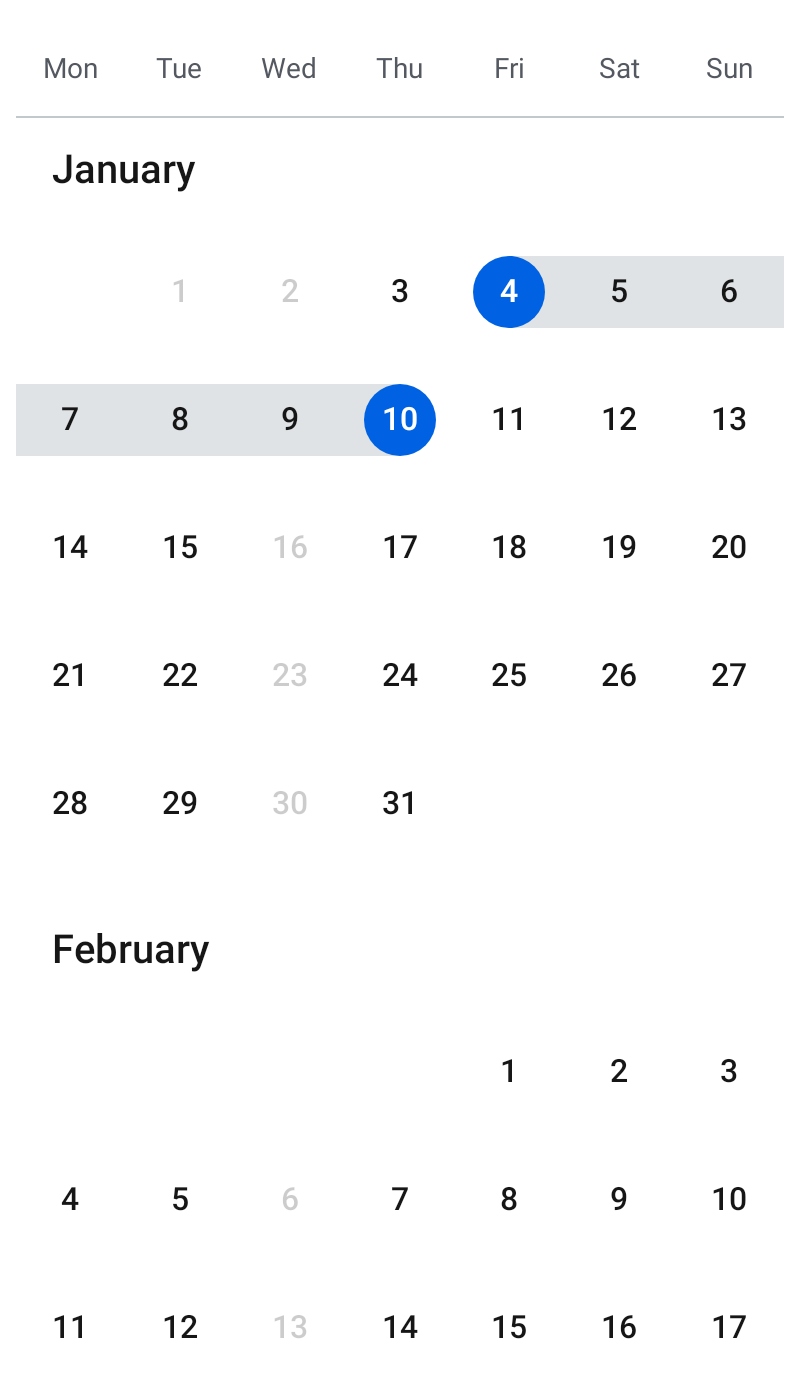 Mon Tue Wed Thu Fri Sat Sun
January
1 2 3 4 5 6
7 8 9 10 11 12 13
14 15 16 17 18 19 20
21 22 23 24 25 26 27
28 29 30 31
February
1 2 3
4 5 6 7 8 9 10
11 12 13 14 15 16 17